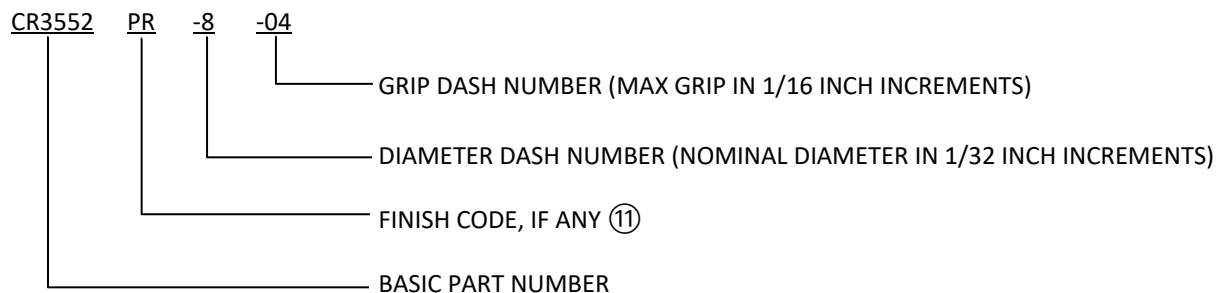 CR3552 PR -8 -04
GRIP DASH NUMBER (MAX GRIP IN 1/16 INCH INCREMENTS)
DIAMETER DASH NUMBER (NOMINAL DIAMETER IN 1/32 INCH INCREMENTS)
FINISH CODE, IF ANY ⑪
BASIC PART NUMBER